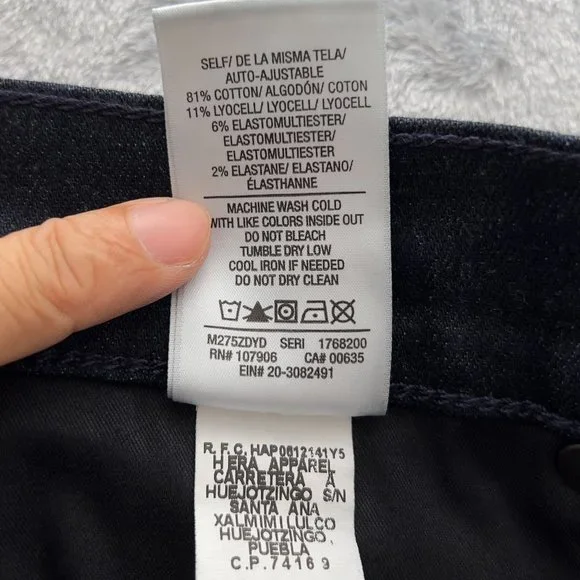 SELF/ DE LA MISMA TELA/
AUTO-AJUSTABLE
81% COTTON/ ALGODÓN/ COTON
11% LYOCELL/ LYOCELL/ LYOCELL
6% ELASTOMULTIESTER/
ELASTOMULTIESTER/
ELASTOMULTIESTER
2% ELASTANE/ ELASTANO/
ÉLASTHANNE
MACHINE WASH COLD
WITH LIKE COLORS INSIDE OUT
DO NOT BLEACH
TUMBLE DRY LOW
COOL IRON IF NEEDED
DO NOT DRY CLEAN
M275ZDYD SERI 1768200
RN# 107906 CA# 00635
EIN# 20-3082491
R.F.C. HAP0612141Y5
HERA APPAREL
CARRETERA A
HUEJOTZINGO S/N
SANTA ANA
XALMIMILULCO
HUEJOTZINGO,
PUEBLA
C.P. 74169